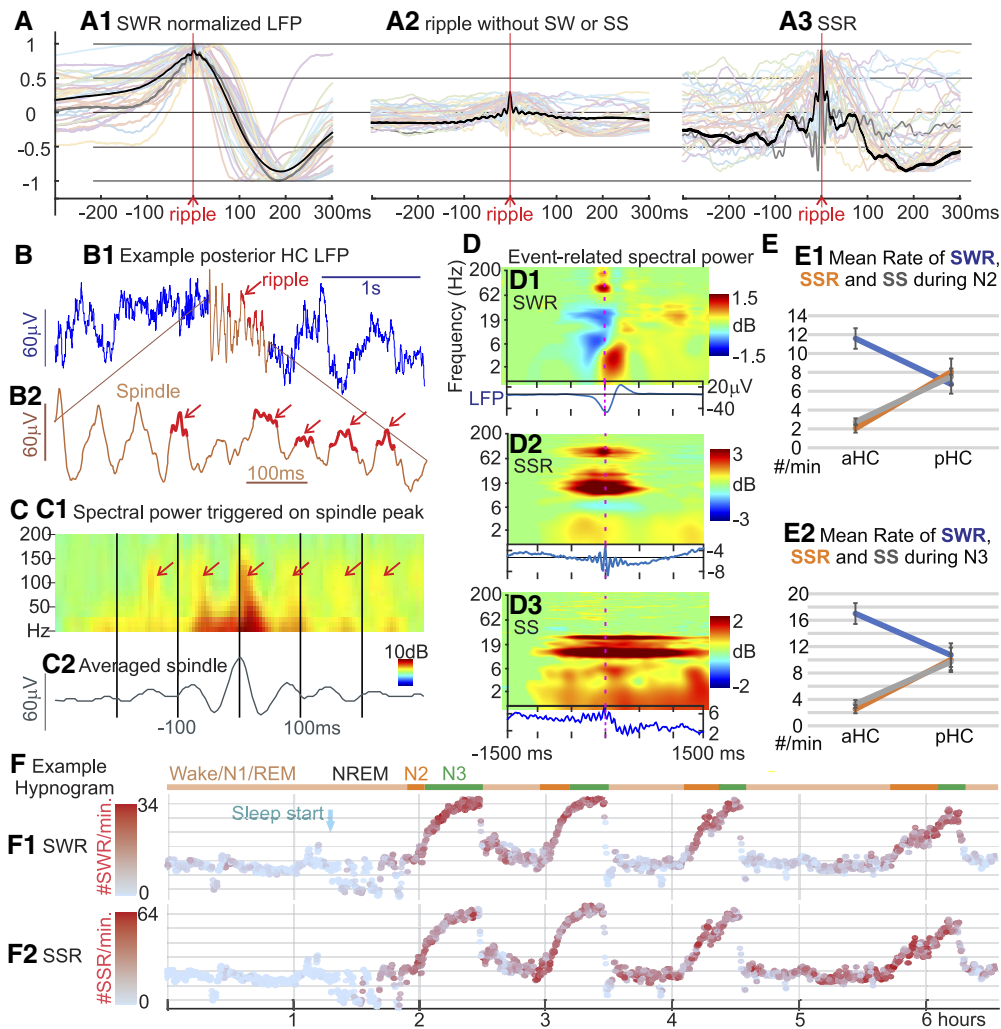 A A1 SWR normalized LFP A2 ripple without SW or SS A3 SSR
1
0.5
0
-0.5
-1
-200 0 100 300ms
ripple
-200 0 100 300ms
ripple
-200 0 100 300ms
ripple
B B1 Example posterior HC LFP
ripple
1s
60µV
B2 Spindle
60µV
100ms
C C1 Spectral power triggered on spindle peak
200
150
100
50
Hz
C2 Averaged spindle
10dB
60µV
-100 100ms
D Event-related spectral power
Frequency (Hz)
D1
SWR
200
62
19
6
2
1.5
dB
-1.5
LFP
20µV
-40
D2
SSR
200
62
19
6
2
3
dB
-3
-4
-8
D3
SS
200
62
19
6
2
2
dB
-2
6
2
-1500 ms 1500 ms
E E1 Mean Rate of SWR,
SSR and SS during N2
14
12
10
8
6
4
2
0
#/min aHC pHC
E2 Mean Rate of SWR,
SSR and SS during N3
20
18
16
14
12
10
8
6
4
2
0
#/min aHC pHC
F Example
Hypnogram
Wake/N1/REM NREM N2 N3
Sleep start
F1 SWR
34
#SWR/min.
0
F2 SSR
64
#SSR/min.
0
1 2 3 4 5 6 hours